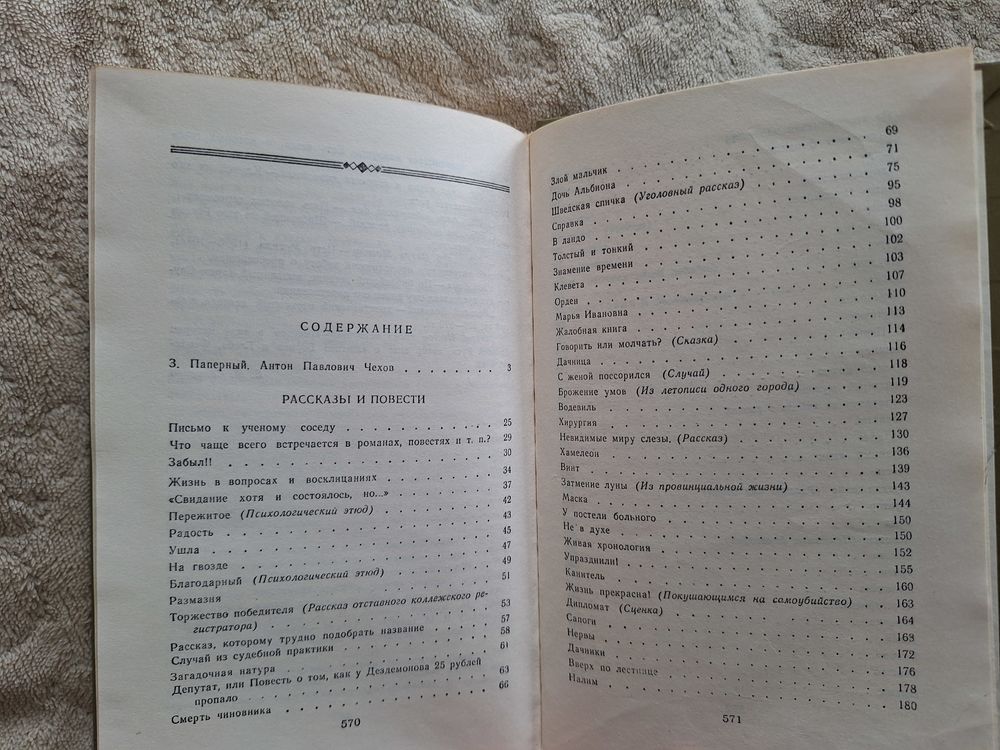 СОДЕРЖАНИЕ
З. Паперный. Антон Павлович Чехов . . . . . . . . 3
РАССКАЗЫ И ПОВЕСТИ
Письмо к ученому соседу . . . . . . . . 25
Что чаще всего встречается в романах, повестях и т. п.? 29
Забыл!! . . . . . . . . 30
Жизнь в вопросах и восклицаниях . . . . . . . . 34
«Свидание хотя и состоялось, но...» . . . . . . . . 37
Пережитое (Психологический этюд) . . . . . . . . 42
Радость . . . . . . . . 43
Ушла . . . . . . . . 45
На гвозде . . . . . . . . 47
Благодарный (Психологический этюд) . . . . . . . . 49
Размазня . . . . . . . . 51
Торжество победителя (Рассказ отставного коллежского ре-
гистратора) . . . . . . . . 53
Рассказ, которому трудно подобрать название . . . . . . . . 57
Случай из судебной практики . . . . . . . . 58
Загадочная натура . . . . . . . . 61
Депутат, или Повесть о том, как у Дездемонова 25 рублей
пропало . . . . . . . . 63
Смерть чиновника . . . . . . . . 66
570
Злой мальчик . . . . . . . . 69
Дочь Альбиона . . . . . . . . 71
Шведская спичка (Уголовный рассказ) . . . . . . . . 75
Справка . . . . . . . . 95
В ландо . . . . . . . . 98
Толстый и тонкий . . . . . . . . 100
Знамение времени . . . . . . . . 102
Клевета . . . . . . . . 103
Орден . . . . . . . . 107
Марья Ивановна . . . . . . . . 110
Жалобная книга . . . . . . . . 113
Говорить или молчать? (Сказка) . . . . . . . . 114
Дачница . . . . . . . . 116
С женой поссорился (Случай) . . . . . . . . 118
Брожение умов (Из летописи одного города) . . . . . . . . 119
Водевиль . . . . . . . . 123
Хирургия . . . . . . . . 127
Невидимые миру слезы, (Рассказ) . . . . . . . . 130
Хамелеон . . . . . . . . 136
Винт . . . . . . . . 139
Затмение луны (Из провинциальной жизни) . . . . . . . . 143
Маска . . . . . . . . 144
У постели больного . . . . . . . . 150
Не в духе . . . . . . . . 150
Живая хронология . . . . . . . . 152
Упразднили! . . . . . . . . 155
Канитель . . . . . . . . 160
Жизнь прекрасна! (Покушающимся на самоубийство) . . . . . . . . 163
Дипломат (Сценка) . . . . . . . . 164
Сапоги . . . . . . . . 168
Нервы . . . . . . . . 172
Дачники . . . . . . . . 176
Вверх по лестнице . . . . . . . . 178
Налим . . . . . . . . 180
571